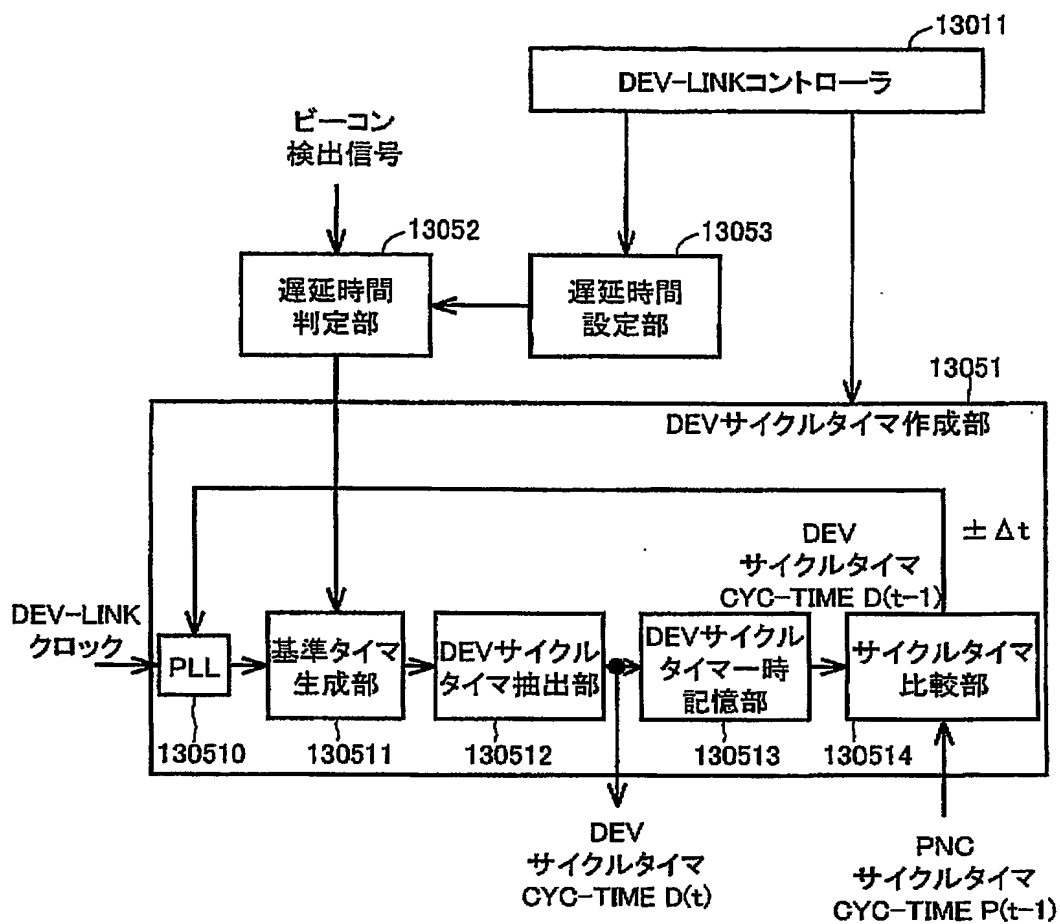 13011
DEV-LINKコントローラ
ビーコン
検出信号
13052
13053
遅延時間
判定部
遅延時間
設定部
13051
DEVサイクルタイマ作成部
±Δt
DEV
サイクルタイマ
CYC-TIME D(t-1)
DEV-LINK
クロック
PLL
基準タイマ
生成部
DEVサイクル
タイマ抽出部
DEVサイクル
タイマ一時
記憶部
サイクルタイマ
比較部
130510
130511
130512
130513
130514
DEV
サイクルタイマ
CYC-TIME D(t)
PNC
サイクルタイマ
CYC-TIME P(t-1)